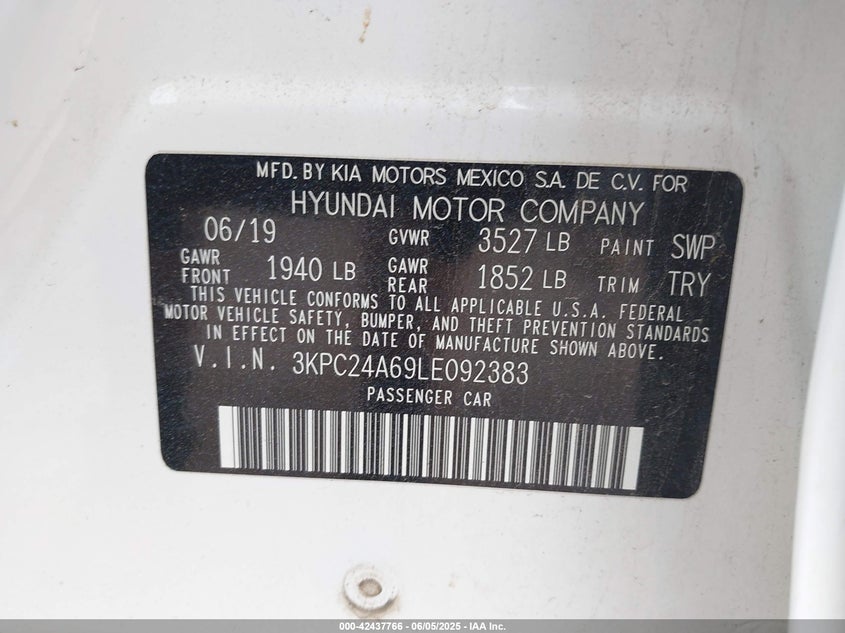 MFD. BY KIA MOTORS MEXICO S.A. DE C.V. FOR
HYUNDAI MOTOR COMPANY
06/19 GVWR 3527 LB PAINT SWP
GAWR FRONT 1940 LB GAWR REAR 1852 LB TRIM TRY
THIS VEHICLE CONFORMS TO ALL APPLICABLE U.S.A. FEDERAL
MOTOR VEHICLE SAFETY, BUMPER, AND THEFT PREVENTION STANDARDS
IN EFFECT ON THE DATE OF MANUFACTURE SHOWN ABOVE.
V.I.N. 3KPC24A69LE092383
PASSENGER CAR
000-42437766 - 06/05/2025 - IAA Inc.